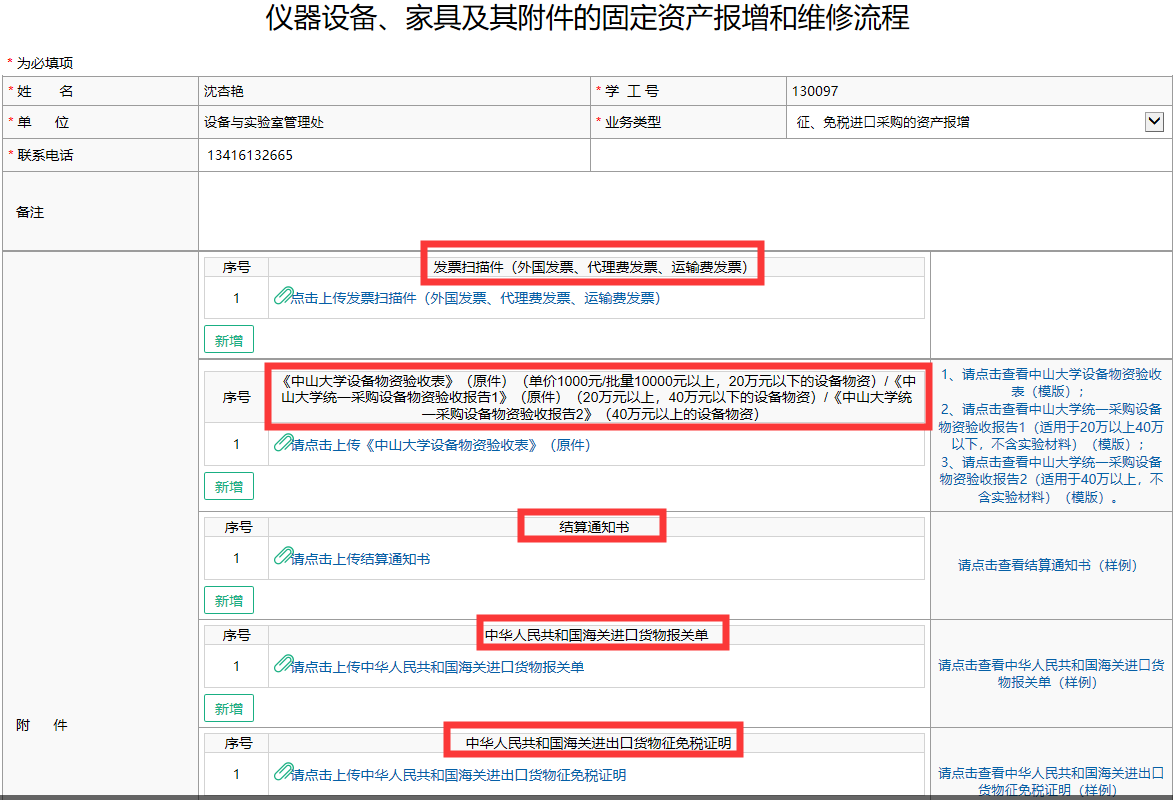 仪器设备、家具及其附件的固定资产报增和维修流程
* 为必填项
* 姓 名 沈杏艳 * 学 工 号 130097
* 单 位 设备与实验室管理处 * 业务类型 征、免税进口采购的资产报增
* 联系电话 13416132665
备注
附 件
序号 发票扫描件（外国发票、代理费发票、运输费发票）
1 点击上传发票扫描件（外国发票、代理费发票、运输费发票）
新增
序号
《中山大学设备物资验收表》（原件）（单价1000元/批量10000元以上，20万元以下的设备物资）/《中
山大学统一采购设备物资验收报告1》（原件）（20万元以上，40万元以下的设备物资）/《中山大学统
一采购设备物资验收报告2》（40万元以上的设备物资）
1 请点击上传《中山大学设备物资验收表》（原件）
新增
1、请点击查看中山大学设备物资验收
表（模版）；
2、请点击查看中山大学统一采购设备
物资验收报告1（适用于20万以上40万
以下，不含实验材料）（模版）；
3、请点击查看中山大学统一采购设备
物资验收报告2（适用于40万以上，不
含实验材料）（模版）。
序号 结算通知书
1 请点击上传结算通知书
新增
请点击查看结算通知书（样例）
序号 中华人民共和国海关进口货物报关单
1 请点击上传中华人民共和国海关进口货物报关单
新增
请点击查看中华人民共和国海关进口货
物报关单（样例）
序号 中华人民共和国海关进出口货物征免税证明
1 请点击上传中华人民共和国海关进出口货物征免税证明
请点击查看中华人民共和国海关进出口
货物征免税证明（样例）